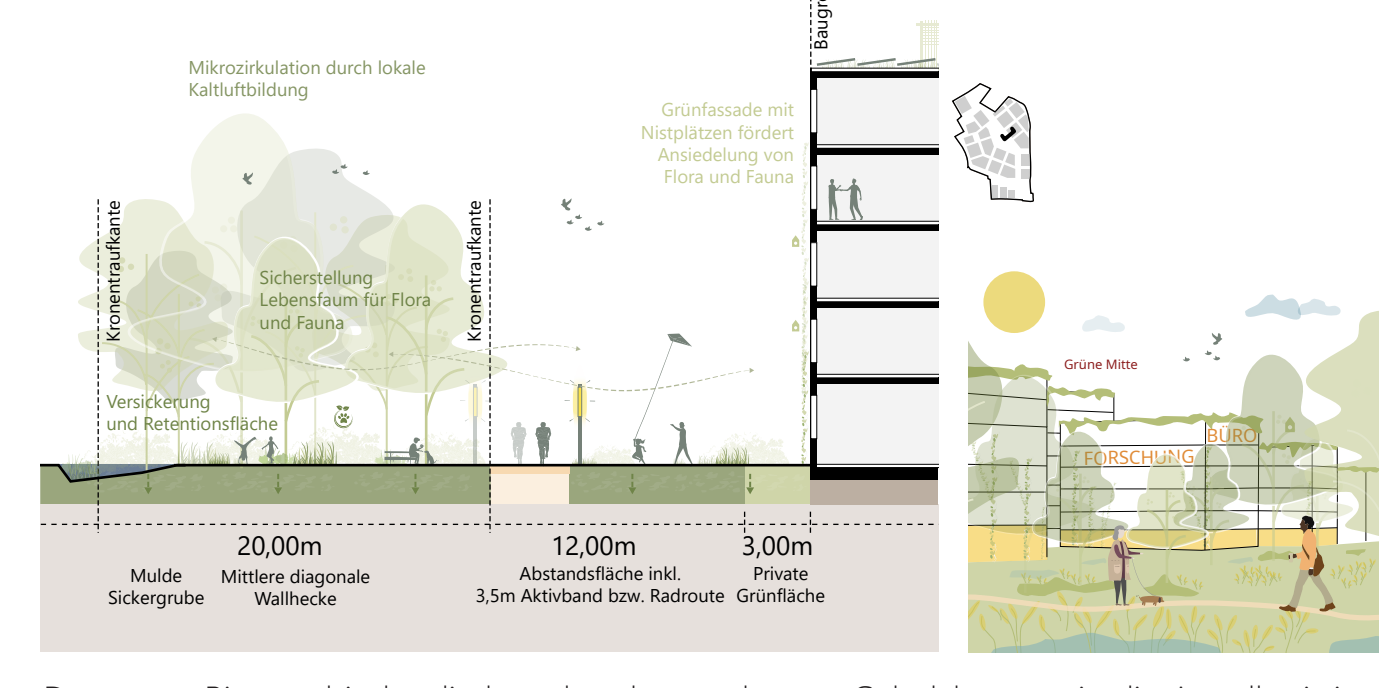 Mikrozirkulation durch lokale
Kaltluftbildung
Grünfassade mit
Nistplätzen fördert
Ansiedelung von
Flora und Fauna
Kronentraufkante
Kronentraufkante
Sicherstellung
Lebensfaum für Flora
und Fauna
Versickerung
und Retentionsfläche
20,00m
12,00m
3,00m
Mulde
Sickergrube
Mittlere diagonale
Wallhecke
Abstandsfläche inkl.
3,5m Aktivband bzw. Radroute
Private
Grünfläche
Grüne Mitte
BÜRO
FORSCHUNG